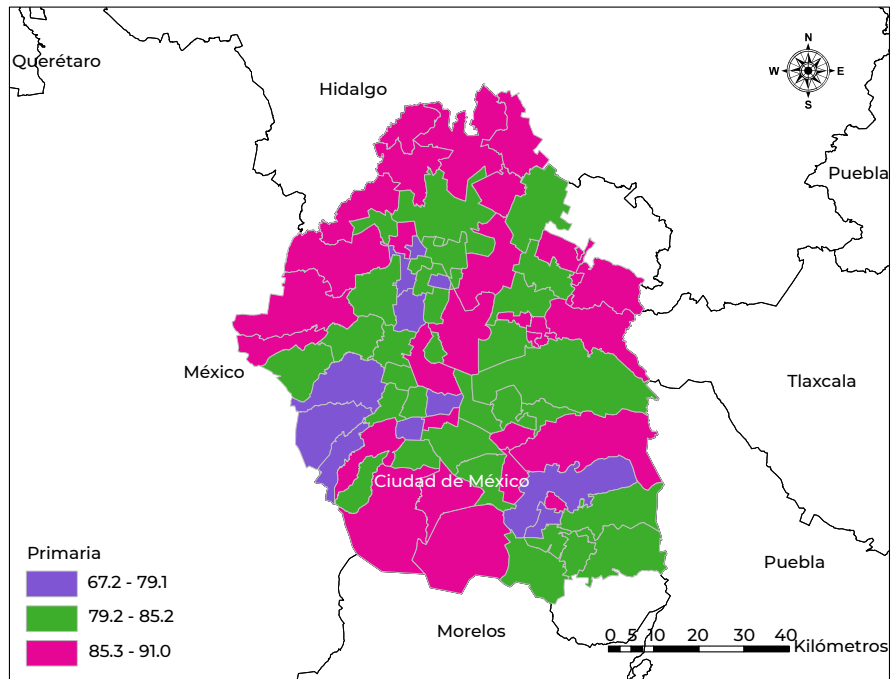 Querétaro
Hidalgo
N
W E
S
Puebla
México
Tlaxcala
Ciudad de México
Primaria
67.2 - 79.1
79.2 - 85.2
85.3 - 91.0
Puebla
Morelos
0 5 10 20 30 40 Kilómetros